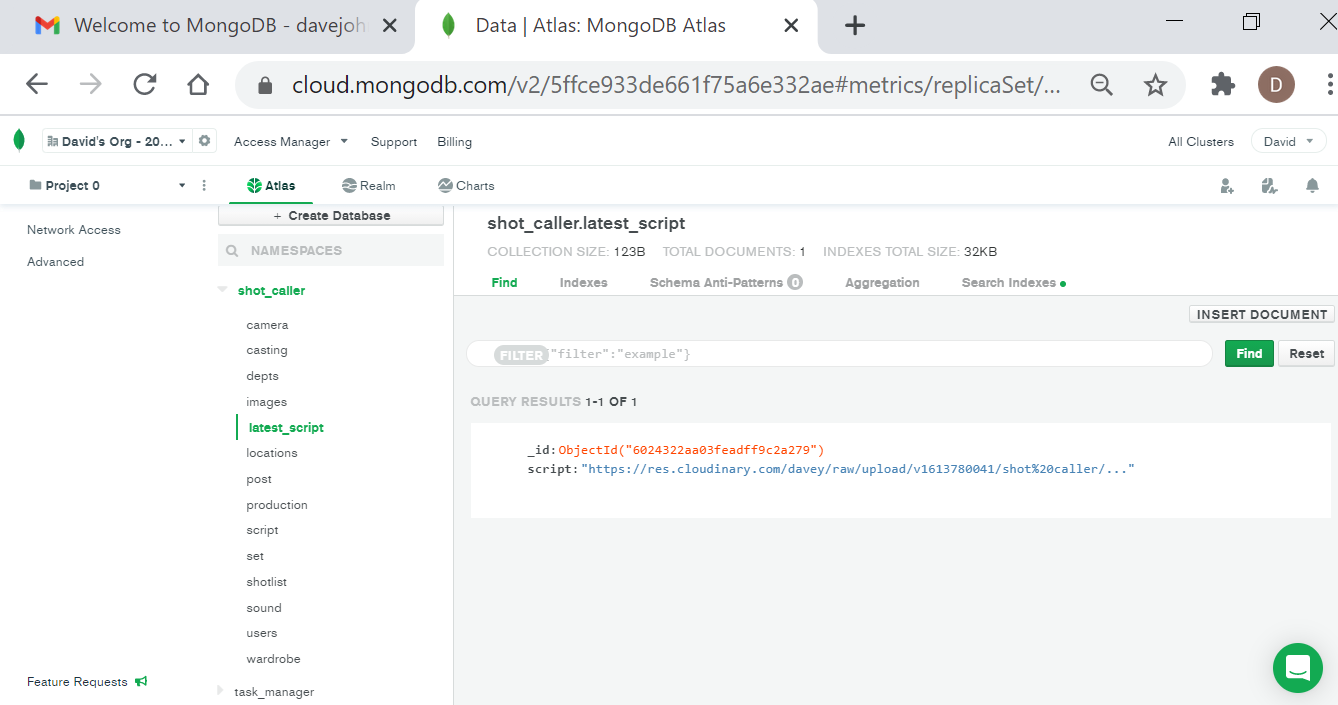 Welcome to MongoDB - davejoh
Data | Atlas: MongoDB Atlas
cloud.mongodb.com/v2/5ffce933de661f75a6e332ae#metrics/replicaSet/...
D
David's Org - 20...
Access Manager
Support
Billing
All Clusters
David
Project 0
Atlas
Realm
Charts
Network Access
Advanced
Feature Requests
+ Create Database
NAMESPACES
shot_caller
camera
casting
depts
images
latest_script
locations
post
production
script
set
shotlist
sound
users
wardrobe
task_manager
shot_caller.latest_script
COLLECTION SIZE: 123B TOTAL DOCUMENTS: 1 INDEXES TOTAL SIZE: 32KB
Find Indexes Schema Anti-Patterns 0 Aggregation Search Indexes
INSERT DOCUMENT
FILTER "filter":"example"}
Find
Reset
QUERY RESULTS 1-1 OF 1
_id: ObjectId("6024322aa03feadff9c2a279")
script: "https://res.cloudinary.com/davey/raw/upload/v1613780041/shot%20caller/..."